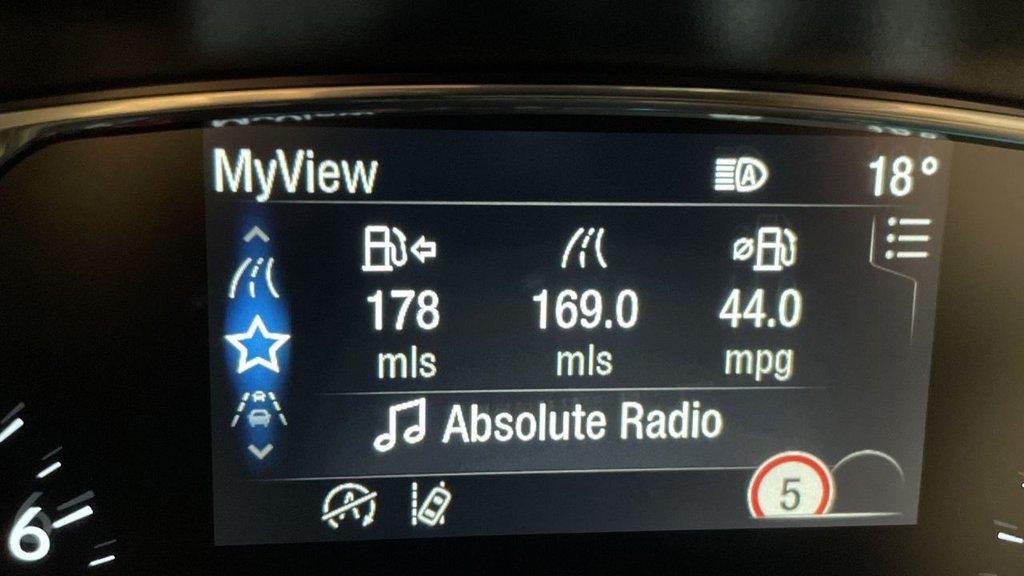 MyView 18°
178 169.0 44.0
mls mls mpg
Absolute Radio
5
6